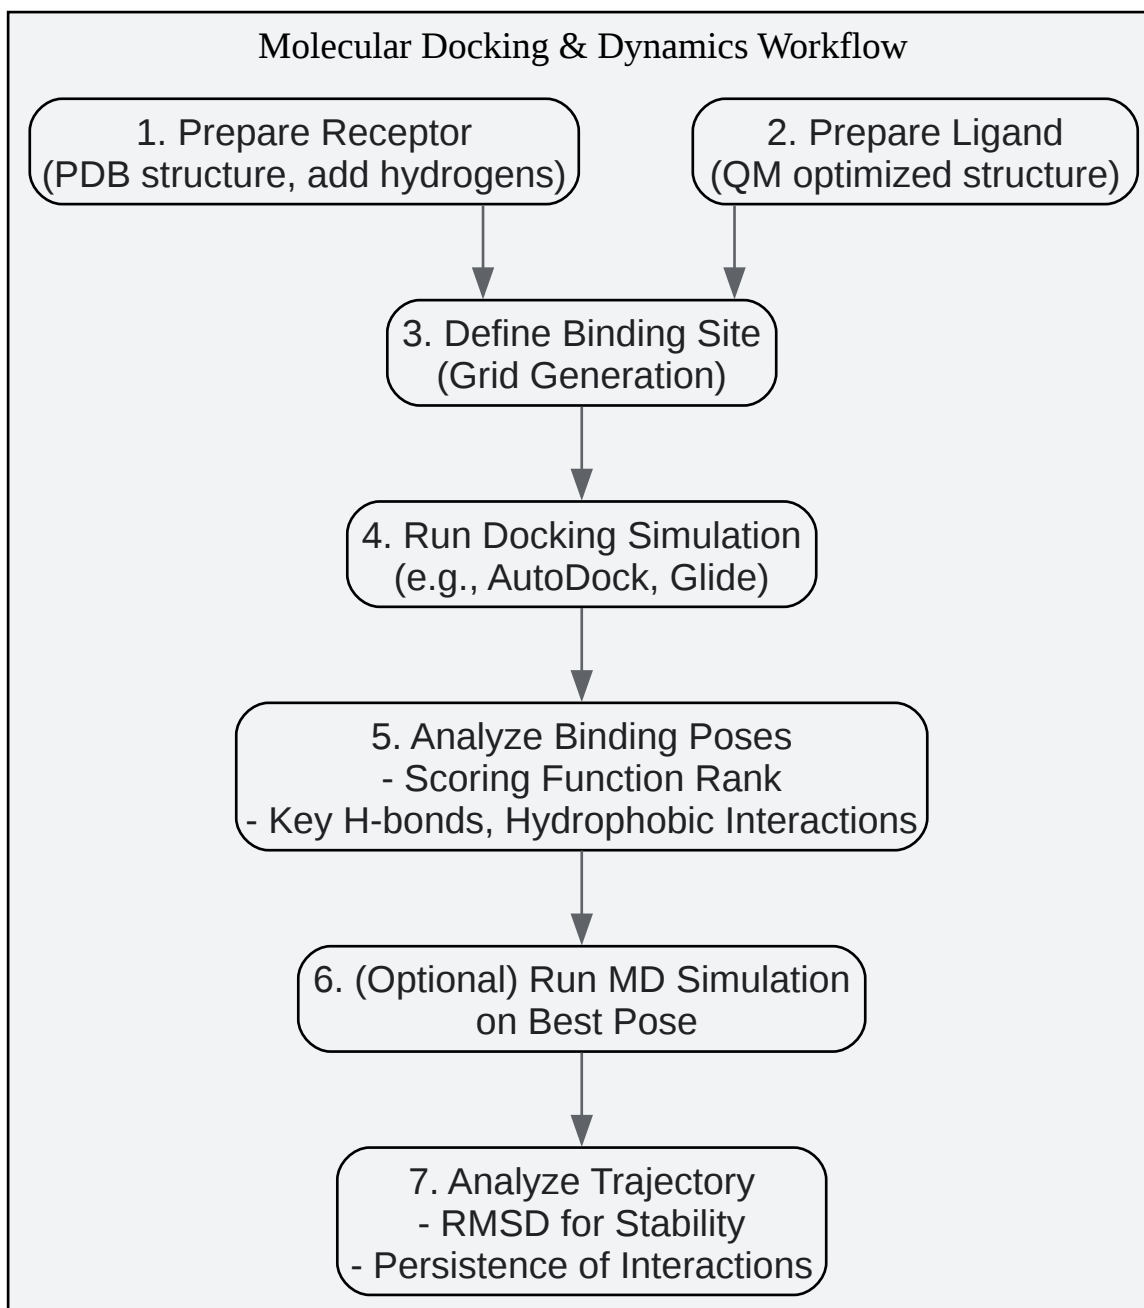 Molecular Docking & Dynamics Workflow
1. Prepare Receptor
(PDB structure, add hydrogens)
2. Prepare Ligand
(QM optimized structure)
3. Define Binding Site
(Grid Generation)
4. Run Docking Simulation
(e.g., AutoDock, Glide)
5. Analyze Binding Poses
- Scoring Function Rank
- Key H-bonds, Hydrophobic Interactions
6. (Optional) Run MD Simulation
on Best Pose
7. Analyze Trajectory
- RMSD for Stability
- Persistence of Interactions